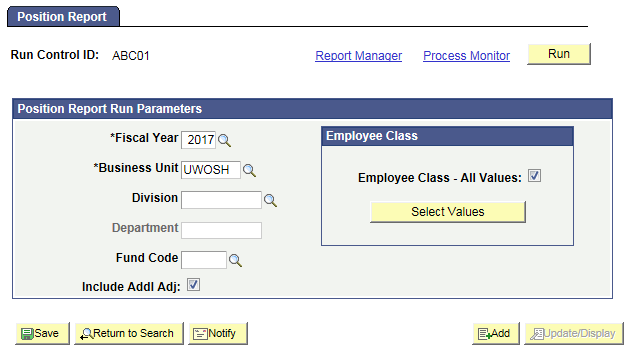 Position Report
Run Control ID: ABC01 Report Manager Process Monitor Run
Position Report Run Parameters
*Fiscal Year 2017
Employee Class
*Business Unit UWOSH
Employee Class - All Values:
Division
Select Values
Department
Fund Code
Include Addl Adj:
Save Return to Search Notify Add Update/Display